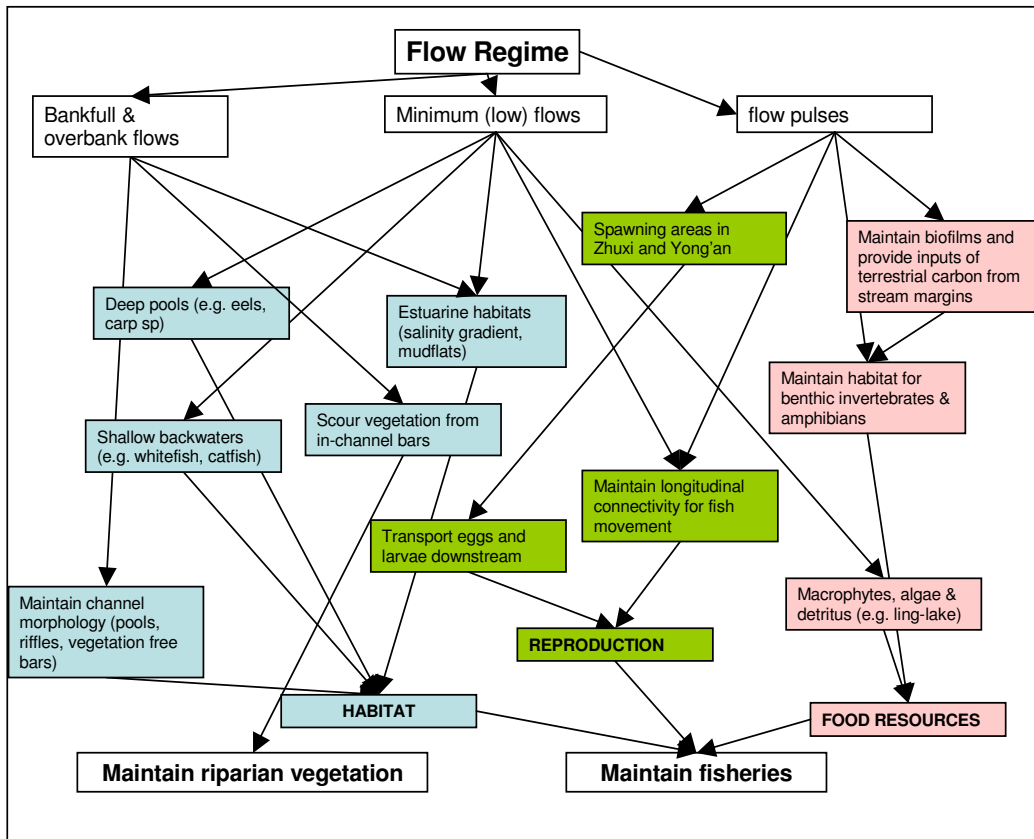 Flow Regime
Bankfull &
overbank flows
Minimum (low) flows
flow pulses
Spawning areas in
Zhuxi and Yong’an
Maintain biofilms and
provide inputs of
terrestrial carbon from
stream margins
Deep pools (e.g. eels,
carp sp)
Estuarine habitats
(salinity gradient,
mudflats)
Maintain habitat for
benthic invertebrates &
amphibians
Shallow backwaters
(e.g. whitefish, catfish)
Scour vegetation from
in-channel bars
Maintain longitudinal
connectivity for fish
movement
Transport eggs and
larvae downstream
Maintain channel
morphology (pools,
riffles, vegetation free
bars)
Macrophytes, algae &
detritus (e.g. ling-lake)
REPRODUCTION
HABITAT
FOOD RESOURCES
Maintain riparian vegetation
Maintain fisheries